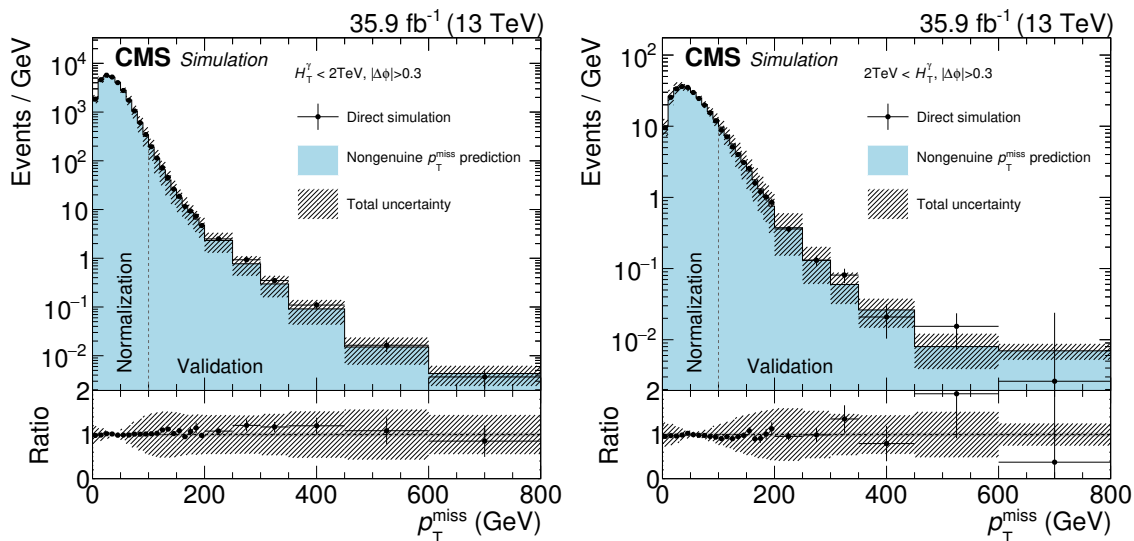 35.9 fb⁻¹ (13 TeV)
CMS Simulation
H_T^γ < 2TeV, |Δϕ|>0.3
Direct simulation
Nongenuine p_T^miss prediction
Total uncertainty
Events / GeV
10⁴
10³
10²
10
1
10⁻¹
10⁻²
Normalization
Validation
Ratio
2
1
0
0 200 400 600 800
p_T^miss (GeV)
35.9 fb⁻¹ (13 TeV)
CMS Simulation
2TeV < H_T^γ, |Δϕ|>0.3
Direct simulation
Nongenuine p_T^miss prediction
Total uncertainty
Events / GeV
10²
10
1
10⁻¹
10⁻²
Normalization
Validation
Ratio
2
1
0
0 200 400 600 800
p_T^miss (GeV)